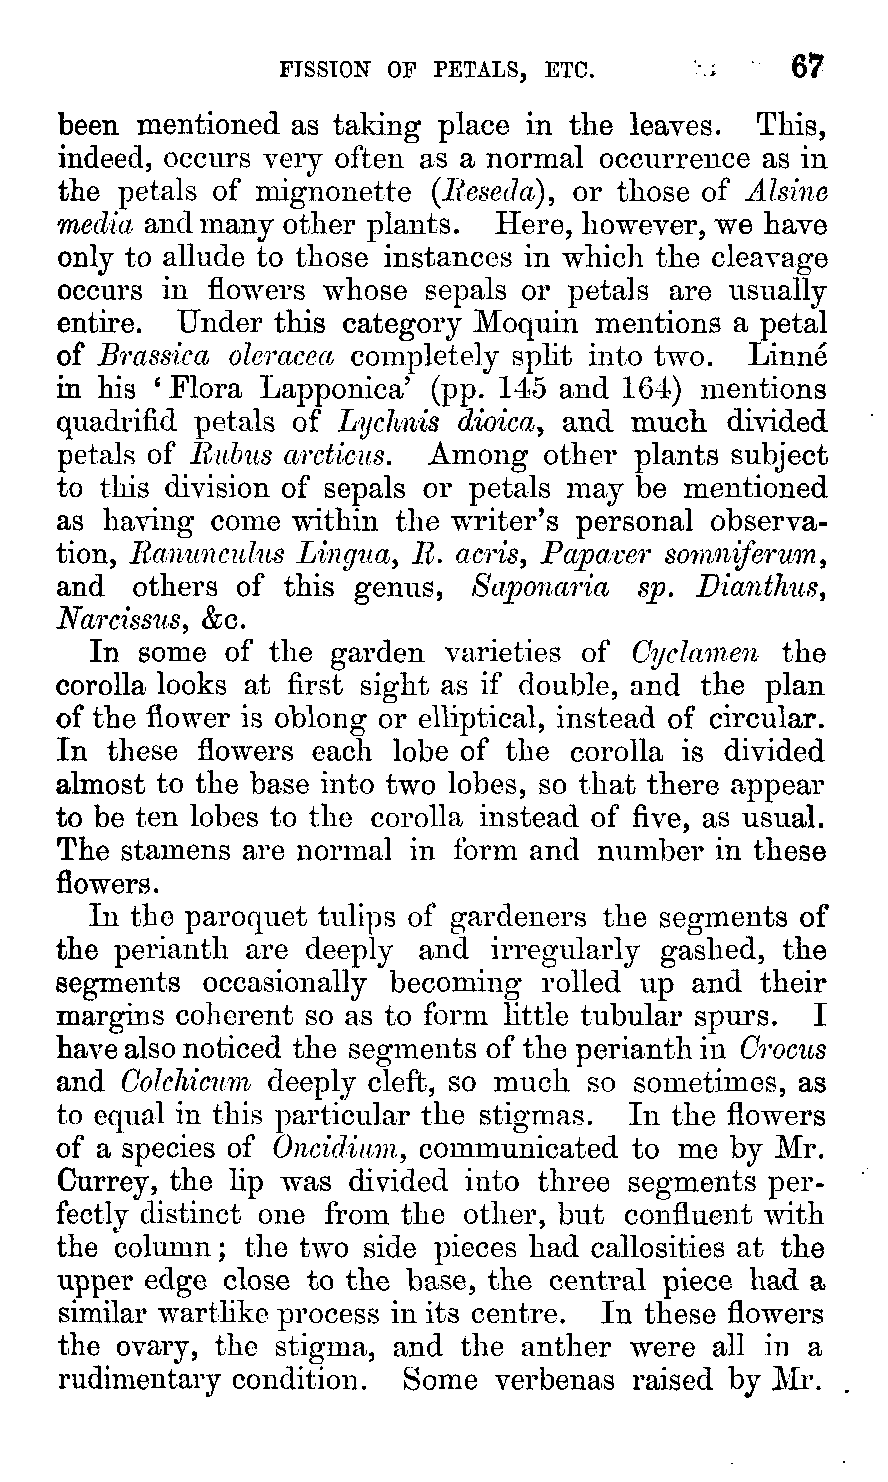 FISSION OF PETALS, ETC. 67
been mentioned as taking place in the leaves. This,
indeed, occurs very often as a normal occurrence as in
the petals of mignonette (Reseda), or those of Alsine
media and many other plants. Here, however, we have
only to allude to those instances in which the cleavage
occurs in flowers whose sepals or petals are usually
entire. Under this category Moquin mentions a petal
of Brassica oleracea completely split into two. Linné
in his ‘Flora Lapponica’ (pp. 145 and 164) mentions
quadrifid petals of Lychnis dioica, and much divided
petals of Rubus arcticus. Among other plants subject
to this division of sepals or petals may be mentioned
as having come within the writer’s personal observa-
tion, Ranunculus Lingua, R. acris, Papaver somniferum,
and others of this genus, Saponaria sp. Dianthus,
Narcissus, &c.
In some of the garden varieties of Cyclamen the
corolla looks at first sight as if double, and the plan
of the flower is oblong or elliptical, instead of circular.
In these flowers each lobe of the corolla is divided
almost to the base into two lobes, so that there appear
to be ten lobes to the corolla instead of five, as usual.
The stamens are normal in form and number in these
flowers.
In the paroquet tulips of gardeners the segments of
the perianth are deeply and irregularly gashed, the
segments occasionally becoming rolled up and their
margins coherent so as to form little tubular spurs. I
have also noticed the segments of the perianth in Crocus
and Colchicum deeply cleft, so much so sometimes, as
to equal in this particular the stigmas. In the flowers
of a species of Oncidium, communicated to me by Mr.
Currey, the lip was divided into three segments per-
fectly distinct one from the other, but confluent with
the column; the two side pieces had callosities at the
upper edge close to the base, the central piece had a
similar wartlike process in its centre. In these flowers
the ovary, the stigma, and the anther were all in a
rudimentary condition. Some verbenas raised by Mr.